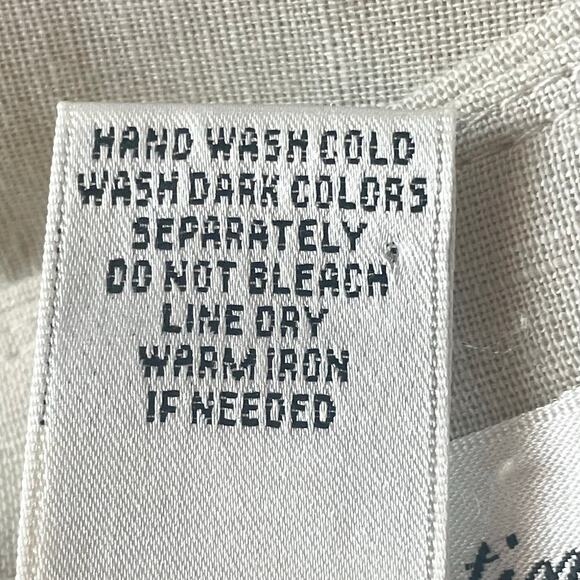 HAND WASH COLD
WASH DARK COLORS
SEPARATELY
DO NOT BLEACH
LINE DRY
WARM IRON
IF NEEDED